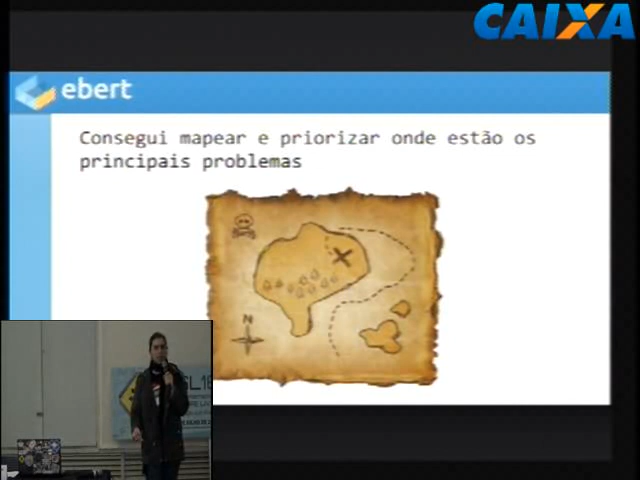 CAIXA
ebert
Consegui mapear e priorizar onde estão os
principais problemas
N